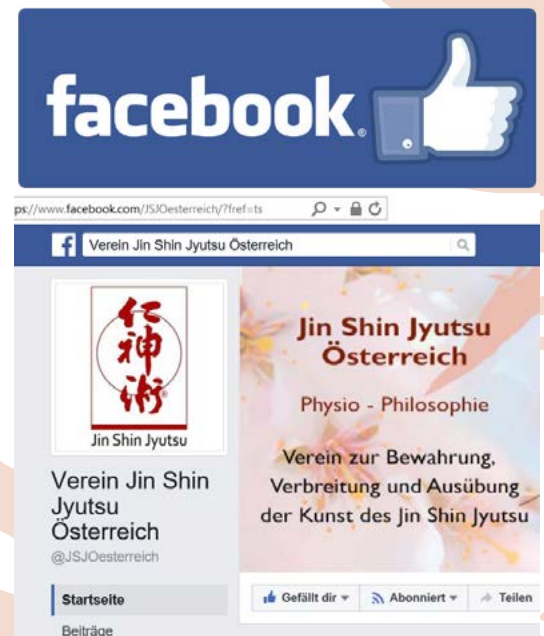 facebook®
ps://www.facebook.com/JSJOesterreich/?fref=ts
Verein Jin Shin Jyutsu Österreich
仁
神
術®
Jin Shin Jyutsu
Jin Shin Jyutsu
Österreich
Physio - Philosophie
Verein zur Bewahrung,
Verbreitung und Ausübung
der Kunst des Jin Shin Jyutsu
Verein Jin Shin
Jyutsu
Österreich
@JSJOesterreich
Gefällt dir
Abonniert
Teilen
Startseite
Beiträge